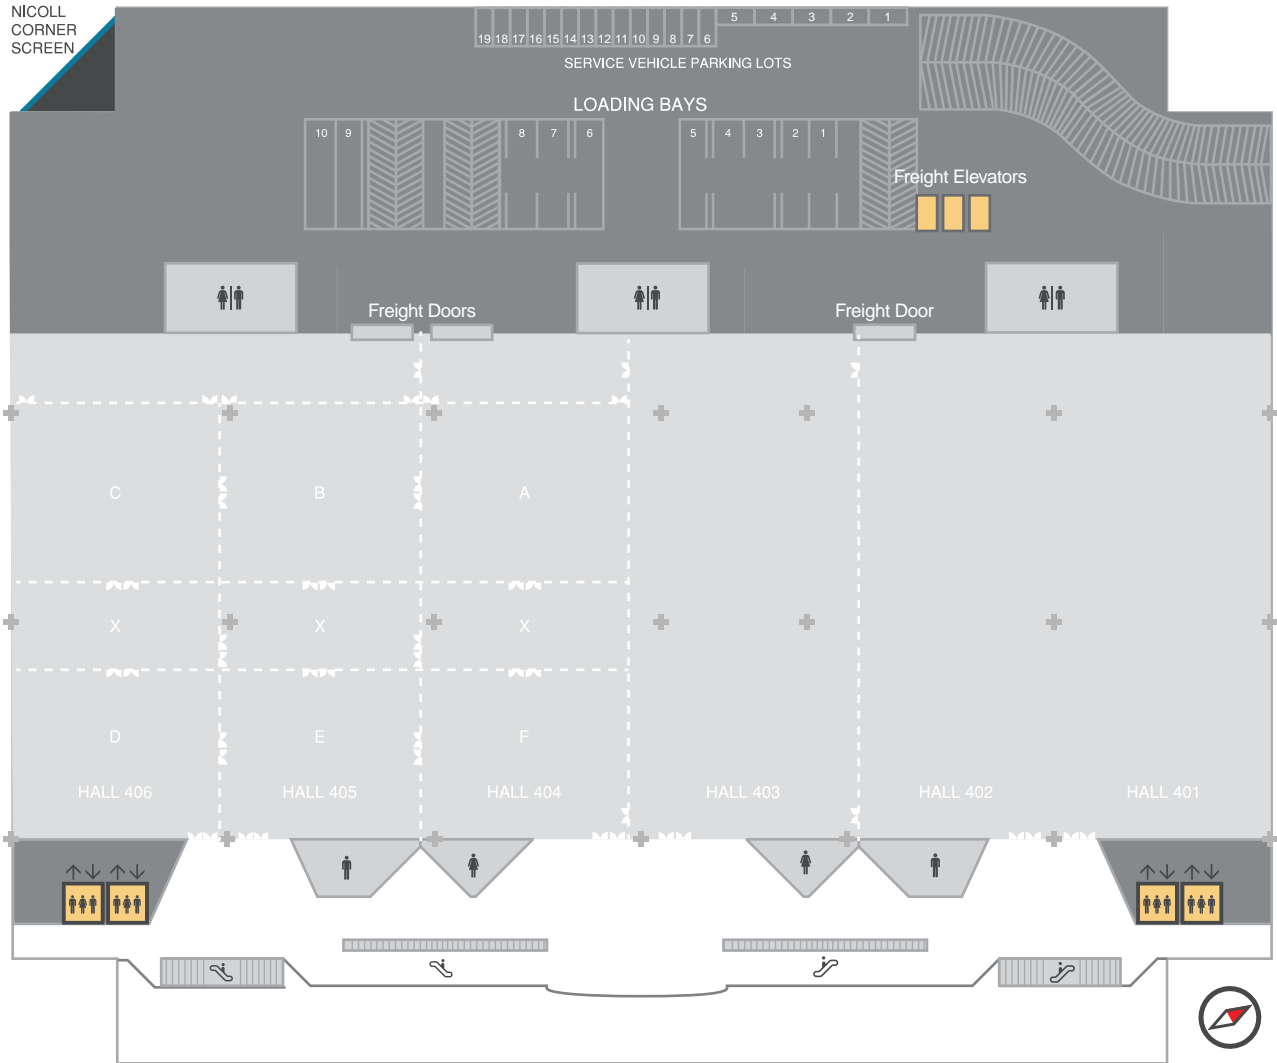 NICOLL
CORNER
SCREEN
5 4 3 2 1
19 18 17 16 15 14 13 12 11 10 9 8 7 6
SERVICE VEHICLE PARKING LOTS
LOADING BAYS
10 9 8 7 6 5 4 3 2 1
Freight Elevators
Freight Doors
Freight Door
C B A
X X X
D E F
HALL 406 HALL 405 HALL 404 HALL 403 HALL 402 HALL 401